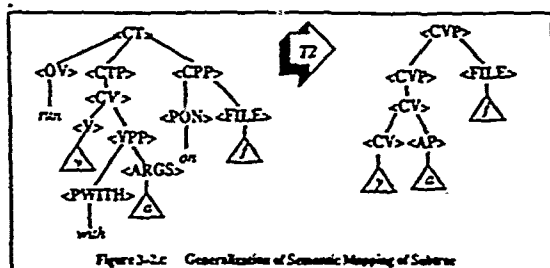 <CT>
T2
<CVP>
<OV> <CTP> <CPP>
<CVP> <FILE>
run <CV> <PON> <FILE>
<CV> f
<V> <VPP> on f
<CV> <AP>
v <ARGS>
v a
<PWITH> a
with
Figure 3-2.c Generalization of Semantic Mapping of Subtree